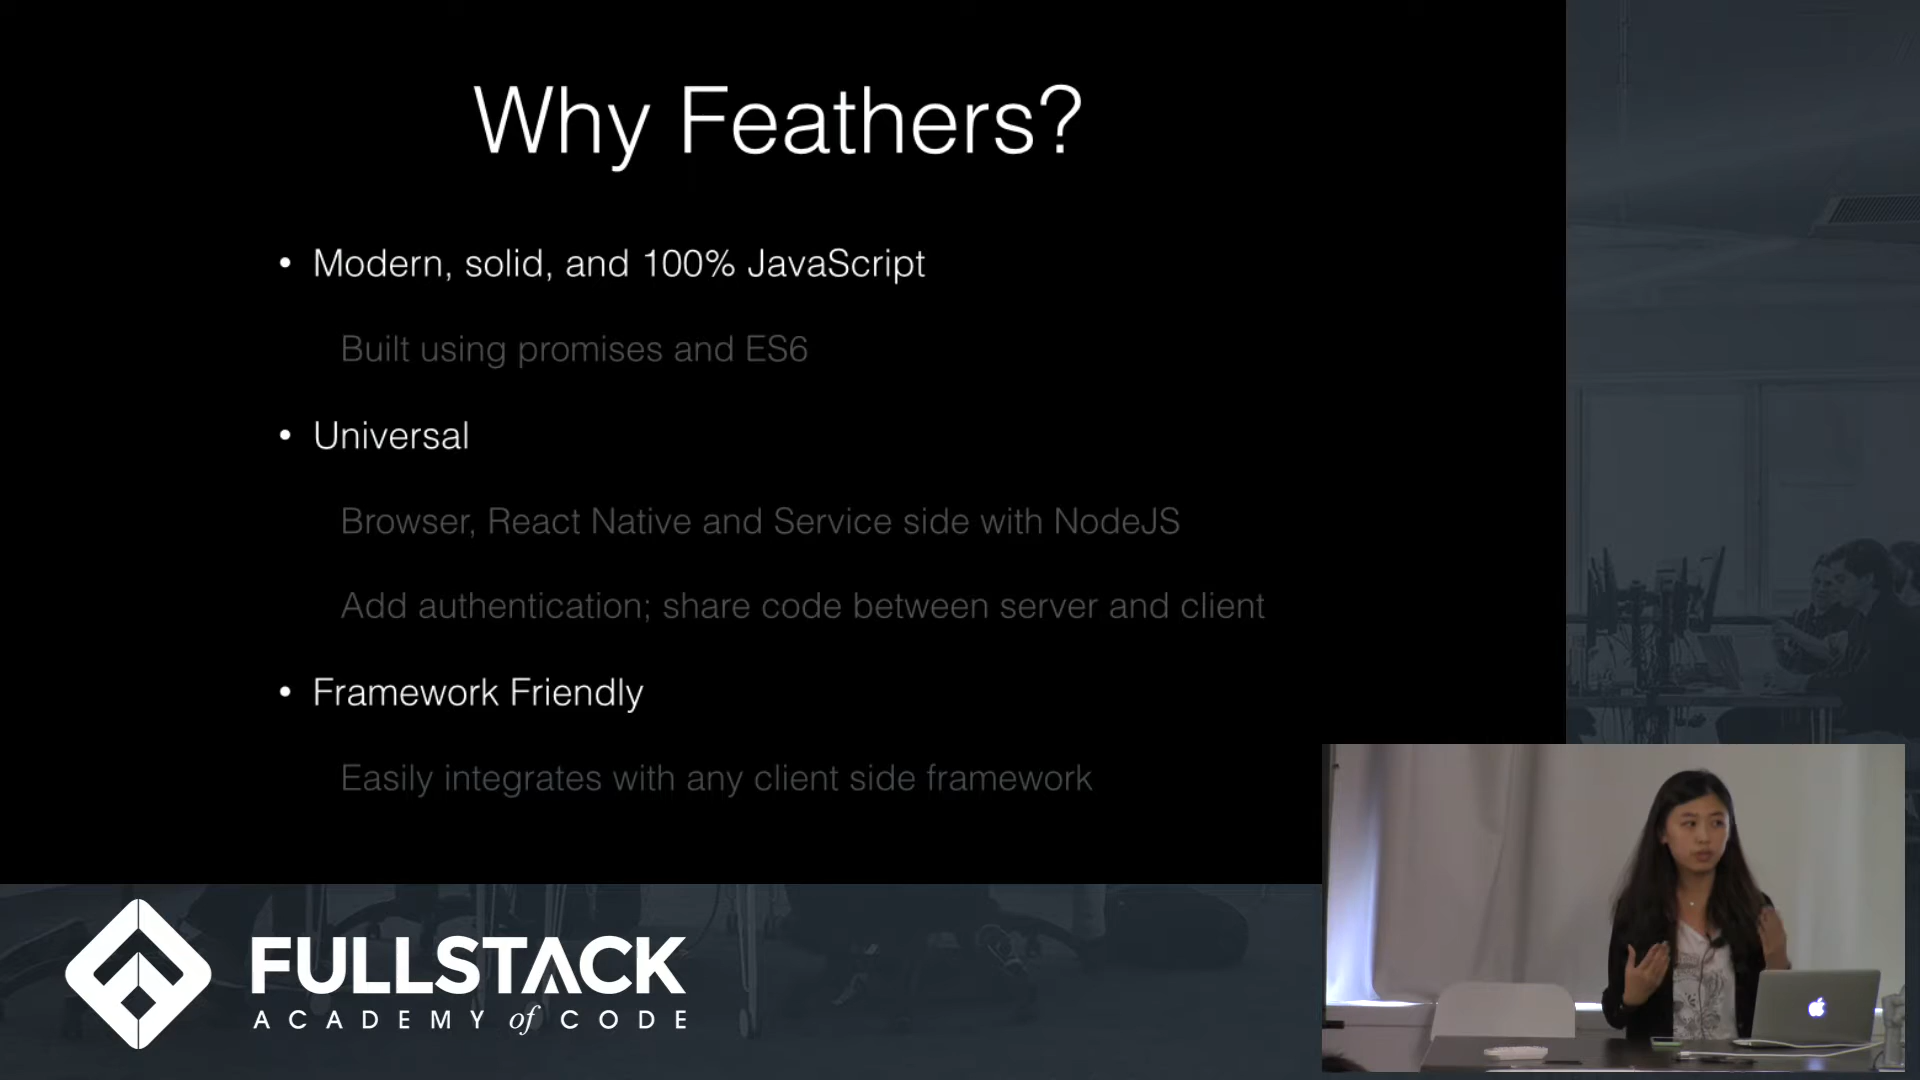 Why Feathers?
• Modern, solid, and 100% JavaScript
Built using promises and ES6
• Universal
Browser, React Native and Service side with NodeJS
Add authentication; share code between server and client
• Framework Friendly
Easily integrates with any client side framework
FULLSTACK
ACADEMY of CODE